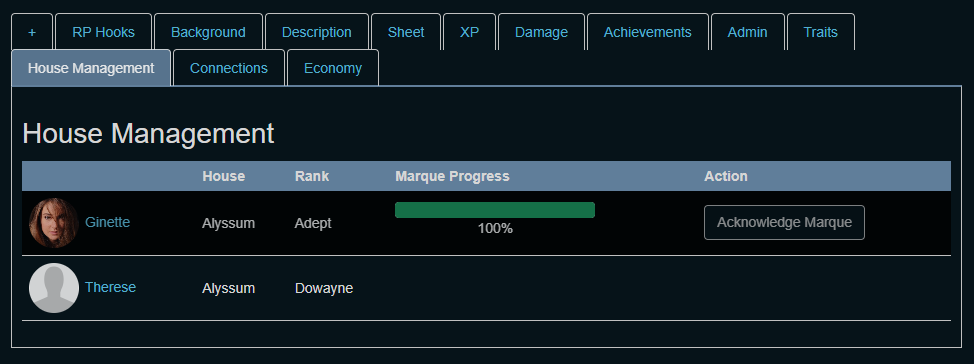 + RP Hooks Background Description Sheet XP Damage Achievements Admin Traits
House Management Connections Economy
House Management
House Rank Marque Progress Action
Ginette Alyssum Adept 100% Acknowledge Marque
Therese Alyssum Dowayne